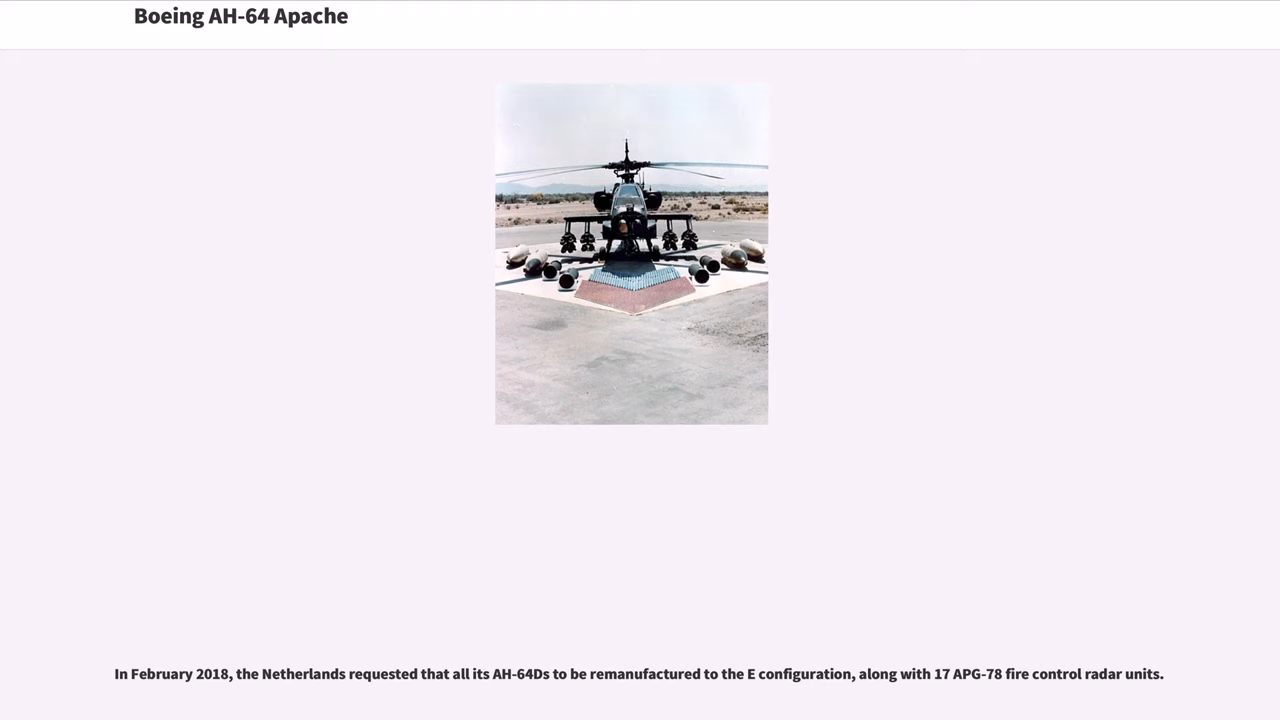 Boeing AH-64 Apache
In February 2018, the Netherlands requested that all its AH-64Ds to be remanufactured to the E configuration, along with 17 APG-78 fire control radar units.